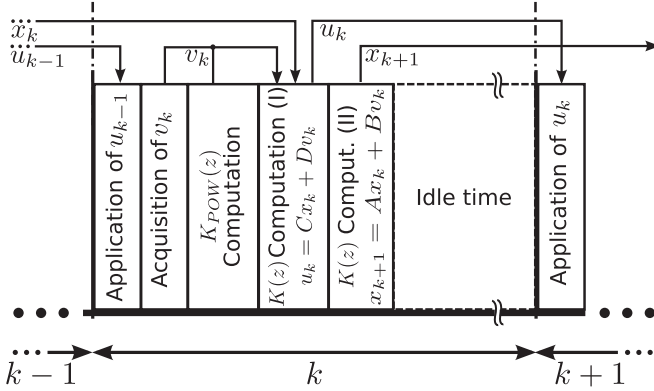 x_k
u_{k-1}
v_k
u_k
x_{k+1}
Application of u_{k-1}
Acquisition of v_k
K_{POW}(z)
Computation
K(z) Computation (I)
u_k = Cx_k + Dv_k
K(z) Comput. (II)
x_{k+1} = Ax_k + Bv_k
Idle time
Application of u_k
k − 1
k
k + 1